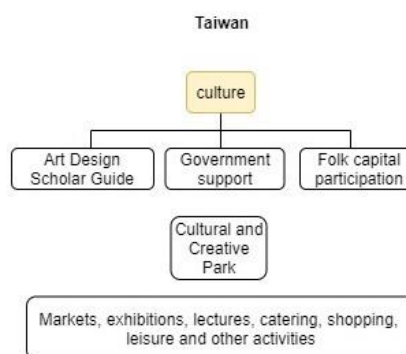 Taiwan
culture
Art Design
Scholar Guide
Government
support
Folk capital
participation
Cultural and
Creative
Park
Markets, exhibitions, lectures, catering, shopping,
leisure and other activities